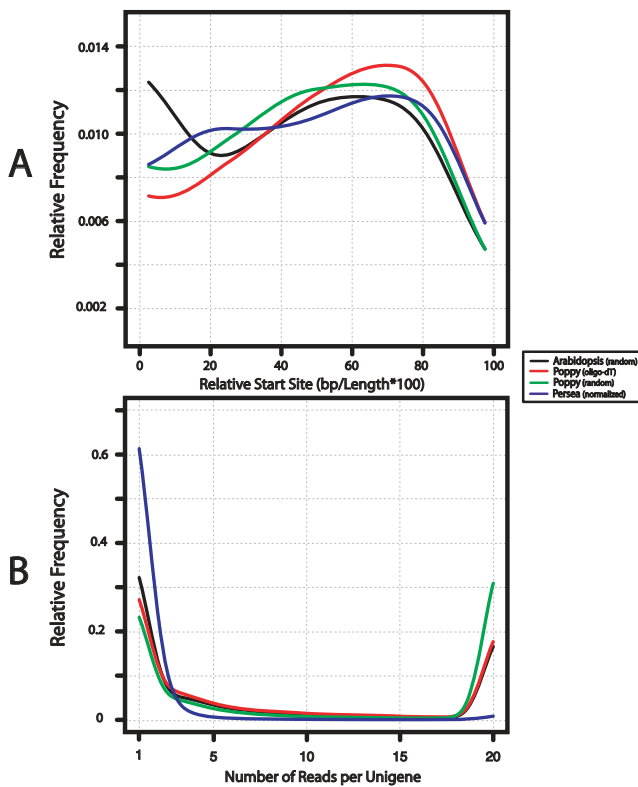 A
Relative Frequency
0.014
0.010
0.006
0.002
0 20 40 60 80 100
Relative Start Site (bp/Length*100)
Arabidopsis (random)
Poppy (oligo-dT)
Poppy (random)
Persea (normalized)
B
Relative Frequency
0.6
0.4
0.2
0
1 5 10 15 20
Number of Reads per Unigene